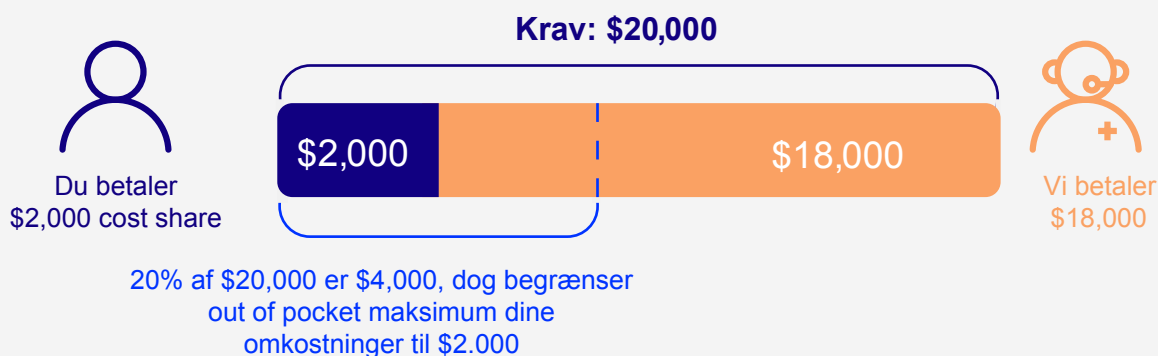 Krav: $20,000
$2,000
$18,000
Du betaler
$2,000 cost share
Vi betaler
$18,000
20% af $20,000 er $4,000, dog begrænser
out of pocket maksimum dine
omkostninger til $2.000